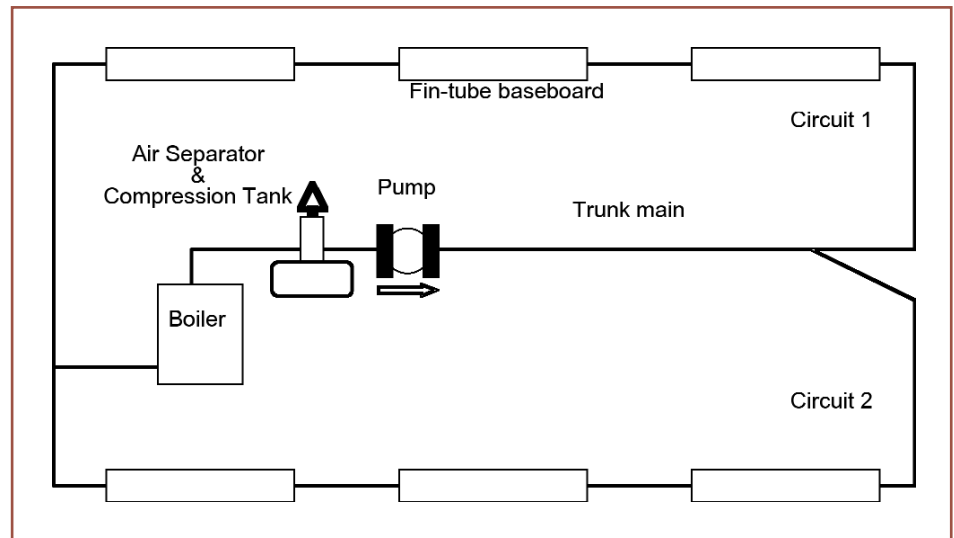 Fin-tube baseboard
Circuit 1
Air Separator
&
Compression Tank
Pump
Trunk main
Boiler
Circuit 2